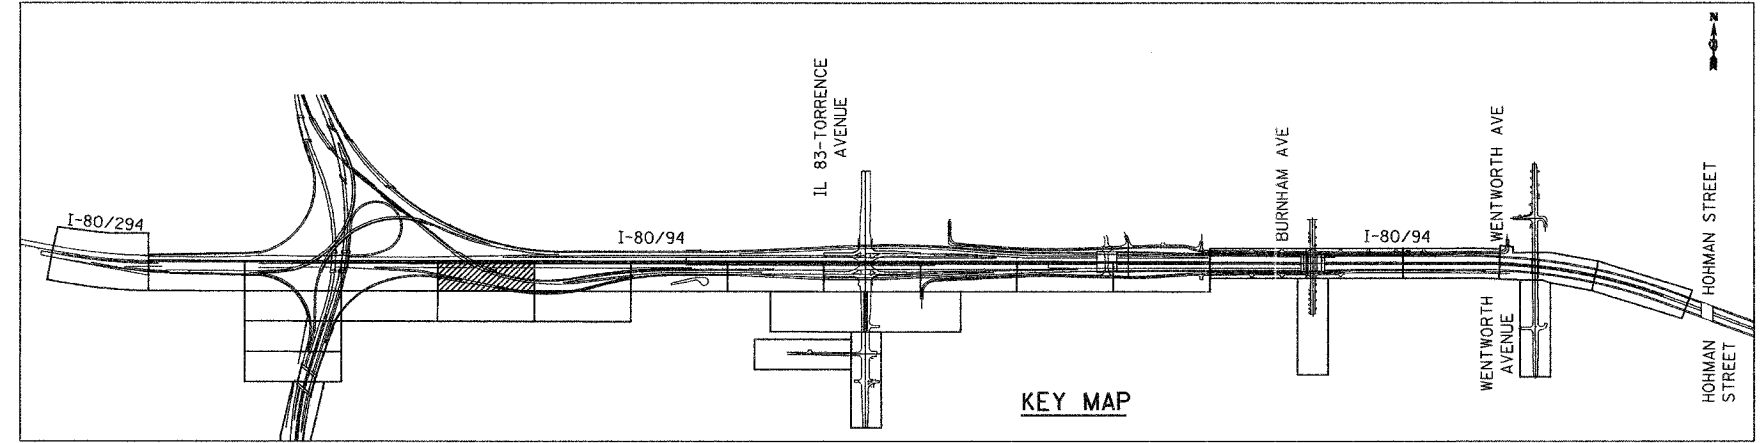 N
I-80/294
I-80/94
IL 83-TORRENCE
AVENUE
BURNHAM AVE
I-80/94
WENTWORTH AVE
WENTWORTH
AVENUE
HOHMAN STREET
HOHMAN
STREET
KEY MAP